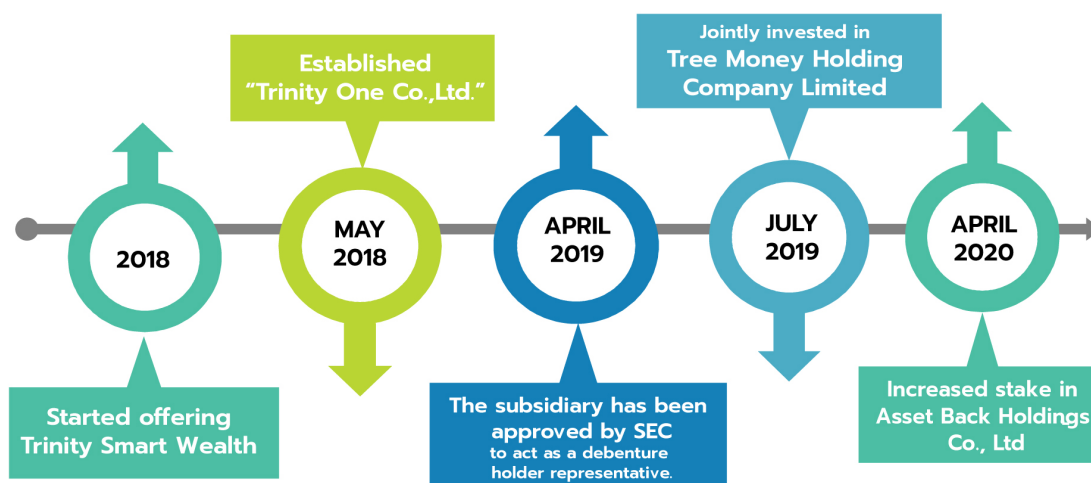 2018
Started offering
Trinity Smart Wealth
Established
“Trinity One Co.,Ltd.”
MAY
2018
APRIL
2019
The subsidiary has been
approved by SEC
to act as a debenture
holder representative.
Jointly invested in
Tree Money Holding
Company Limited
JULY
2019
APRIL
2020
Increased stake in
Asset Back Holdings
Co., Ltd